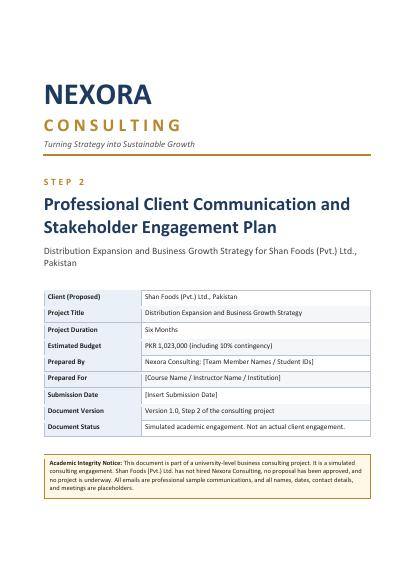 NEXORA
CONSULTING
Turning Strategy into Sustainable Growth
STEP 2
Professional Client Communication and
Stakeholder Engagement Plan
Distribution Expansion and Business Growth Strategy for Shan Foods (Pvt.) Ltd.,
Pakistan
Client (Proposed) Shan Foods (Pvt.) Ltd., Pakistan
Project Title Distribution Expansion and Business Growth Strategy
Project Duration Six Months
Estimated Budget PKR 1,023,000 (including 10% contingency)
Prepared By Nexora Consulting: [Team Member Names / Student IDs]
Prepared For [Course Name / Instructor Name / Institution]
Submission Date [Insert Submission Date]
Document Version Version 1.0, Step 2 of the consulting project
Document Status Simulated academic engagement. Not an actual client engagement.
Academic Integrity Notice: This document is part of a university-level business consulting project. It is a simulated
consulting engagement. Shan Foods (Pvt.) Ltd. has not hired Nexora Consulting, no proposal has been approved, and
no project is underway. All emails are professional sample communications, and all names, dates, contact details,
and meetings are placeholders.